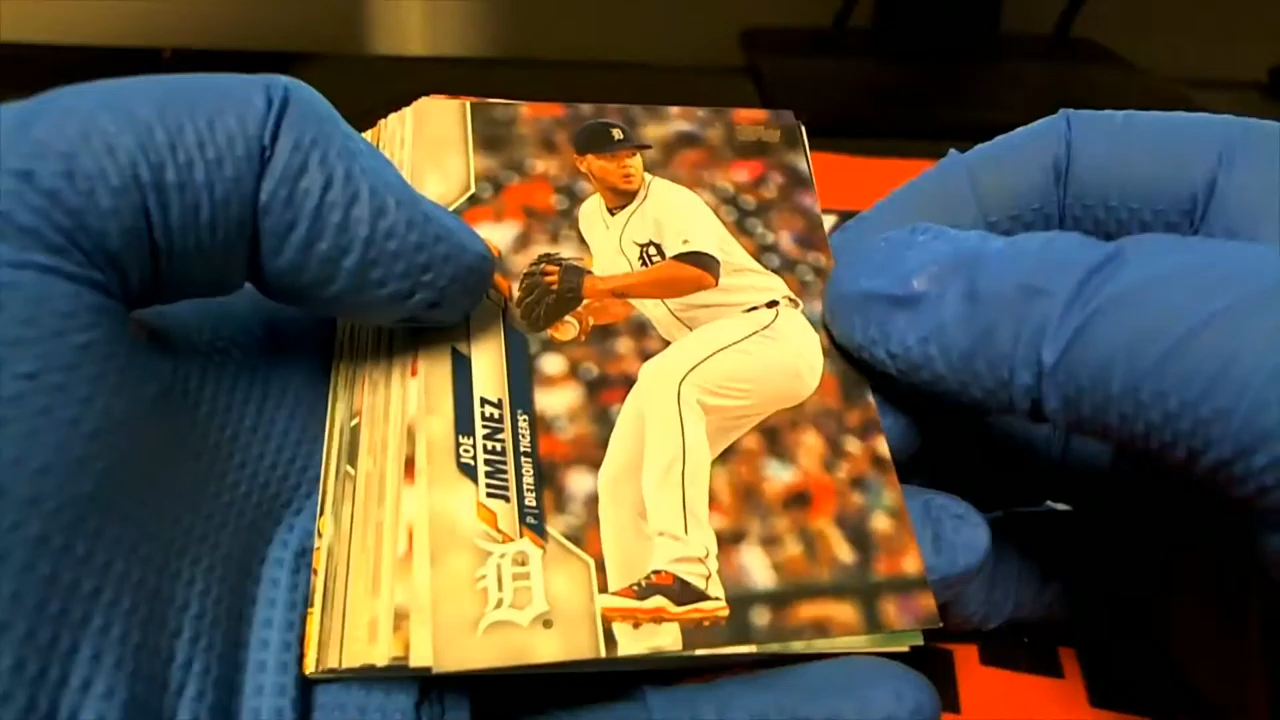 Topps
JOE
JIMENEZ
P | DETROIT TIGERS
D
D
D